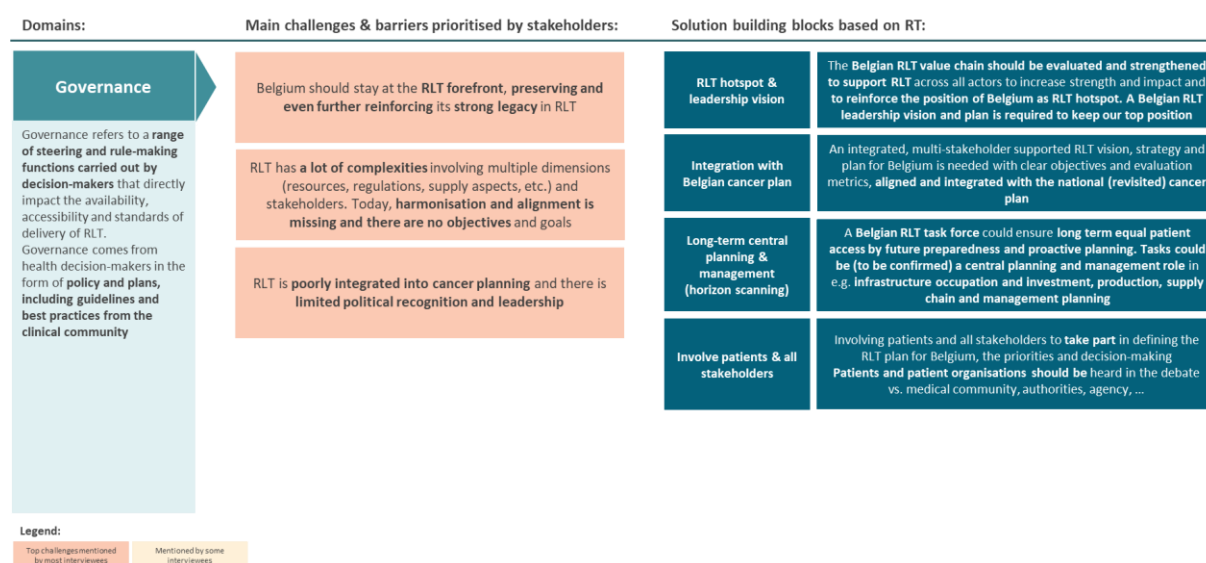 Domains:
Main challenges & barriers prioritised by stakeholders:
Solution building blocks based on RT:
Governance
Governance refers to a range
of steering and rule-making
functions carried out by
decision-makers that directly
impact the availability,
accessibility and standards of
delivery of RLT.
Governance comes from
health decision-makers in the
form of policy and plans,
including guidelines and
best practices from the
clinical community
Belgium should stay at the RLT forefront, preserving and
even further reinforcing its strong legacy in RLT
RLT has a lot of complexities involving multiple dimensions
(resources, regulations, supply aspects, etc.) and
stakeholders. Today, harmonisation and alignment is
missing and there are no objectives and goals
RLT is poorly integrated into cancer planning and there is
limited political recognition and leadership
RLT hotspot &
leadership vision
The Belgian RLT value chain should be evaluated and strengthened
to support RLT across all actors to increase strength and impact and
to reinforce the position of Belgium as RLT hotspot. A Belgian RLT
leadership vision and plan is required to keep our top position
Integration with
Belgian cancer plan
An integrated, multi-stakeholder supported RLT vision, strategy and
plan for Belgium is needed with clear objectives and evaluation
metrics, aligned and integrated with the national (revisited) cancer
plan
Long-term central
planning &
management
(horizon scanning)
A Belgian RLT task force could ensure long term equal patient
access by future preparedness and proactive planning. Tasks could
be (to be confirmed) a central planning and management role in
e.g. infrastructure occupation and investment, production, supply
chain and management planning
Involve patients & all
stakeholders
Involving patients and all stakeholders to take part in defining the
RLT plan for Belgium, the priorities and decision-making
Patients and patient organisations should be heard in the debate
vs. medical community, authorities, agency, ...
Legend:
Top challenges mentioned
by most interviewees
Mentioned by some
interviewees